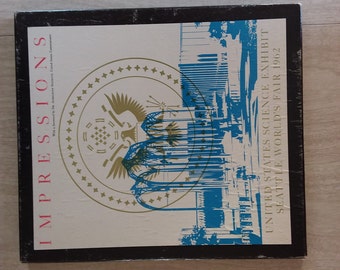 IMPRESSIONS
UNITED STATES SCIENCE EXHIBIT
SEATTLE WORLD'S FAIR 1962